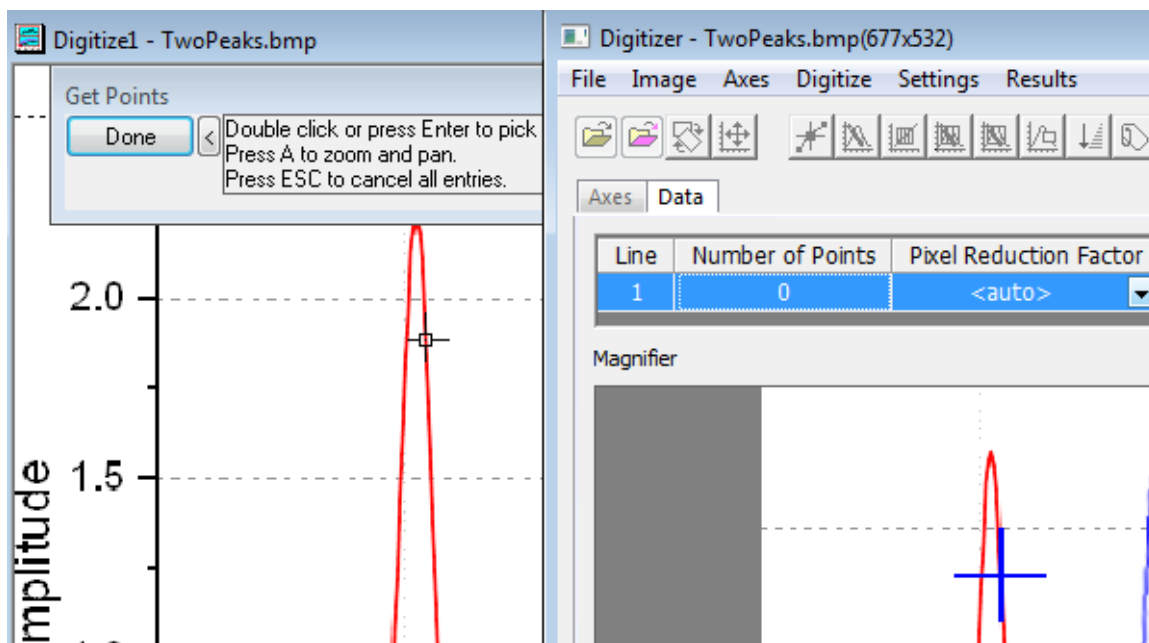 Digitize1 - TwoPeaks.bmp
Get Points
Done
<
Double click or press Enter to pick
Press A to zoom and pan.
Press ESC to cancel all entries.
2.0
1.5
mplitude
Digitizer - TwoPeaks.bmp(677x532)
File Image Axes Digitize Settings Results
Axes Data
Line Number of Points Pixel Reduction Factor
1 0 <auto>
Magnifier